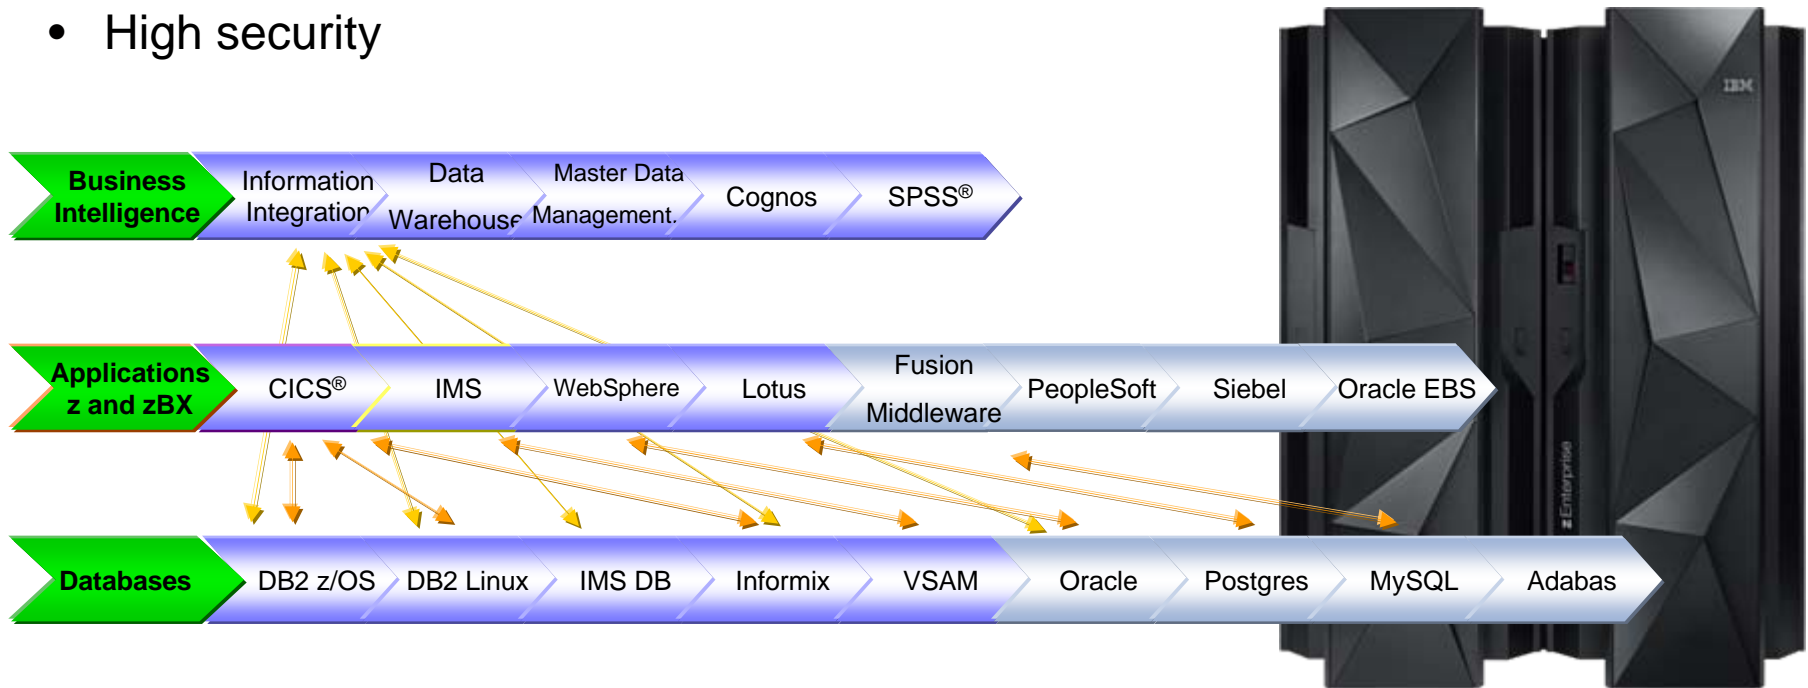 • High security
IBM
Business
Intelligence
Information
Integration
Data
Warehouse
Master Data
Management.
Cognos
SPSS®
Applications
z and zBX
CICS®
IMS
WebSphere
Lotus
Fusion
Middleware
PeopleSoft
Siebel
Oracle EBS
zEnterprise
Databases
DB2 z/OS
DB2 Linux
IMS DB
Informix
VSAM
Oracle
Postgres
MySQL
Adabas